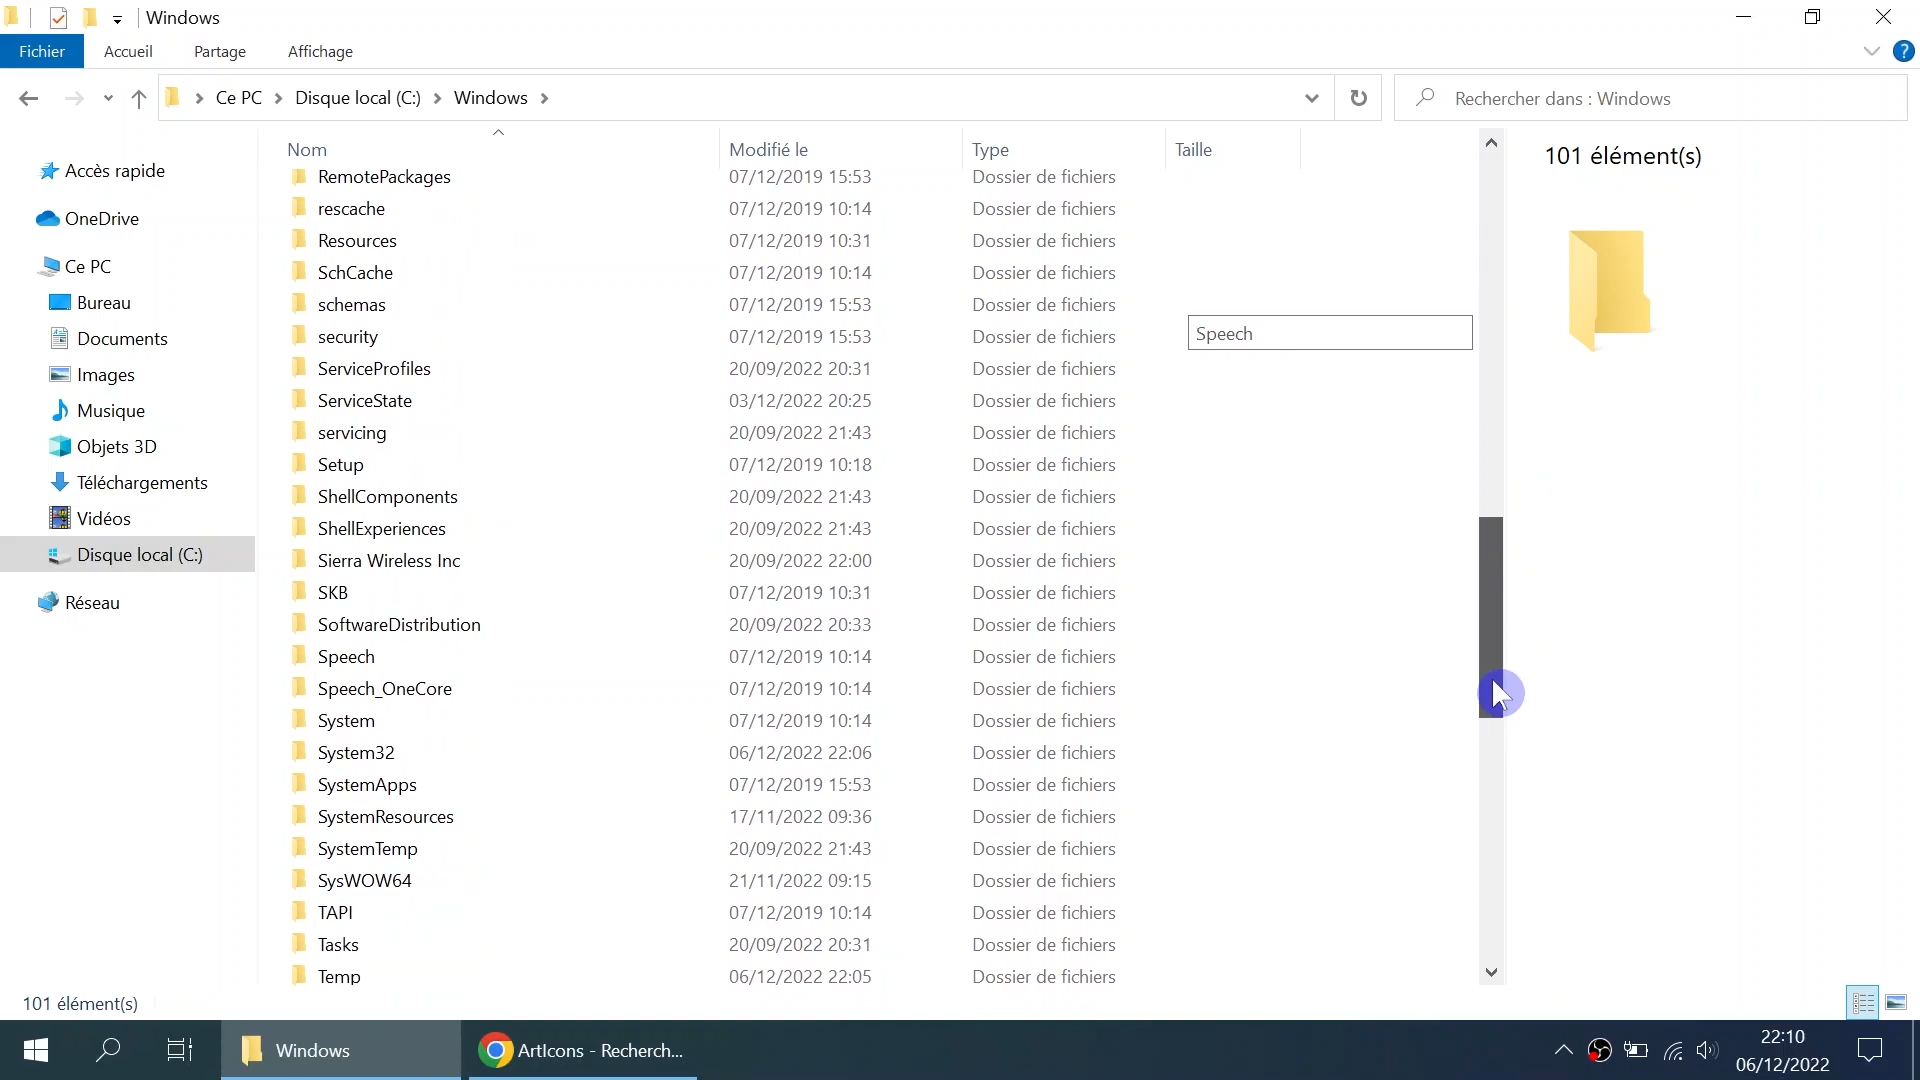 Windows
Fichier Accueil Partage Affichage ?
Ce PC Disque local (C:) Windows Rechercher dans : Windows
Nom Modifié le Type Taille
101 élément(s)
Accès rapide
OneDrive
Ce PC
Bureau
Documents
Images
Musique
Objets 3D
Téléchargements
Vidéos
Disque local (C:)
Réseau
RemotePackages 07/12/2019 15:53 Dossier de fichiers
rescache 07/12/2019 10:14 Dossier de fichiers
Resources 07/12/2019 10:31 Dossier de fichiers
SchCache 07/12/2019 10:14 Dossier de fichiers
schemas 07/12/2019 15:53 Dossier de fichiers
security 07/12/2019 15:53 Dossier de fichiers
Speech
ServiceProfiles 20/09/2022 20:31 Dossier de fichiers
ServiceState 03/12/2022 20:25 Dossier de fichiers
servicing 20/09/2022 21:43 Dossier de fichiers
Setup 07/12/2019 10:18 Dossier de fichiers
ShellComponents 20/09/2022 21:43 Dossier de fichiers
ShellExperiences 20/09/2022 21:43 Dossier de fichiers
Sierra Wireless Inc 20/09/2022 22:00 Dossier de fichiers
SKB 07/12/2019 10:31 Dossier de fichiers
SoftwareDistribution 20/09/2022 20:33 Dossier de fichiers
Speech 07/12/2019 10:14 Dossier de fichiers
Speech_OneCore 07/12/2019 10:14 Dossier de fichiers
System 07/12/2019 10:14 Dossier de fichiers
System32 06/12/2022 22:06 Dossier de fichiers
SystemApps 07/12/2019 15:53 Dossier de fichiers
SystemResources 17/11/2022 09:36 Dossier de fichiers
SystemTemp 20/09/2022 21:43 Dossier de fichiers
SysWOW64 21/11/2022 09:15 Dossier de fichiers
TAPI 07/12/2019 10:14 Dossier de fichiers
Tasks 20/09/2022 20:31 Dossier de fichiers
Temp 06/12/2022 22:05 Dossier de fichiers
101 élément(s)
Windows
ArtIcons - Recherch...
22:10
06/12/2022